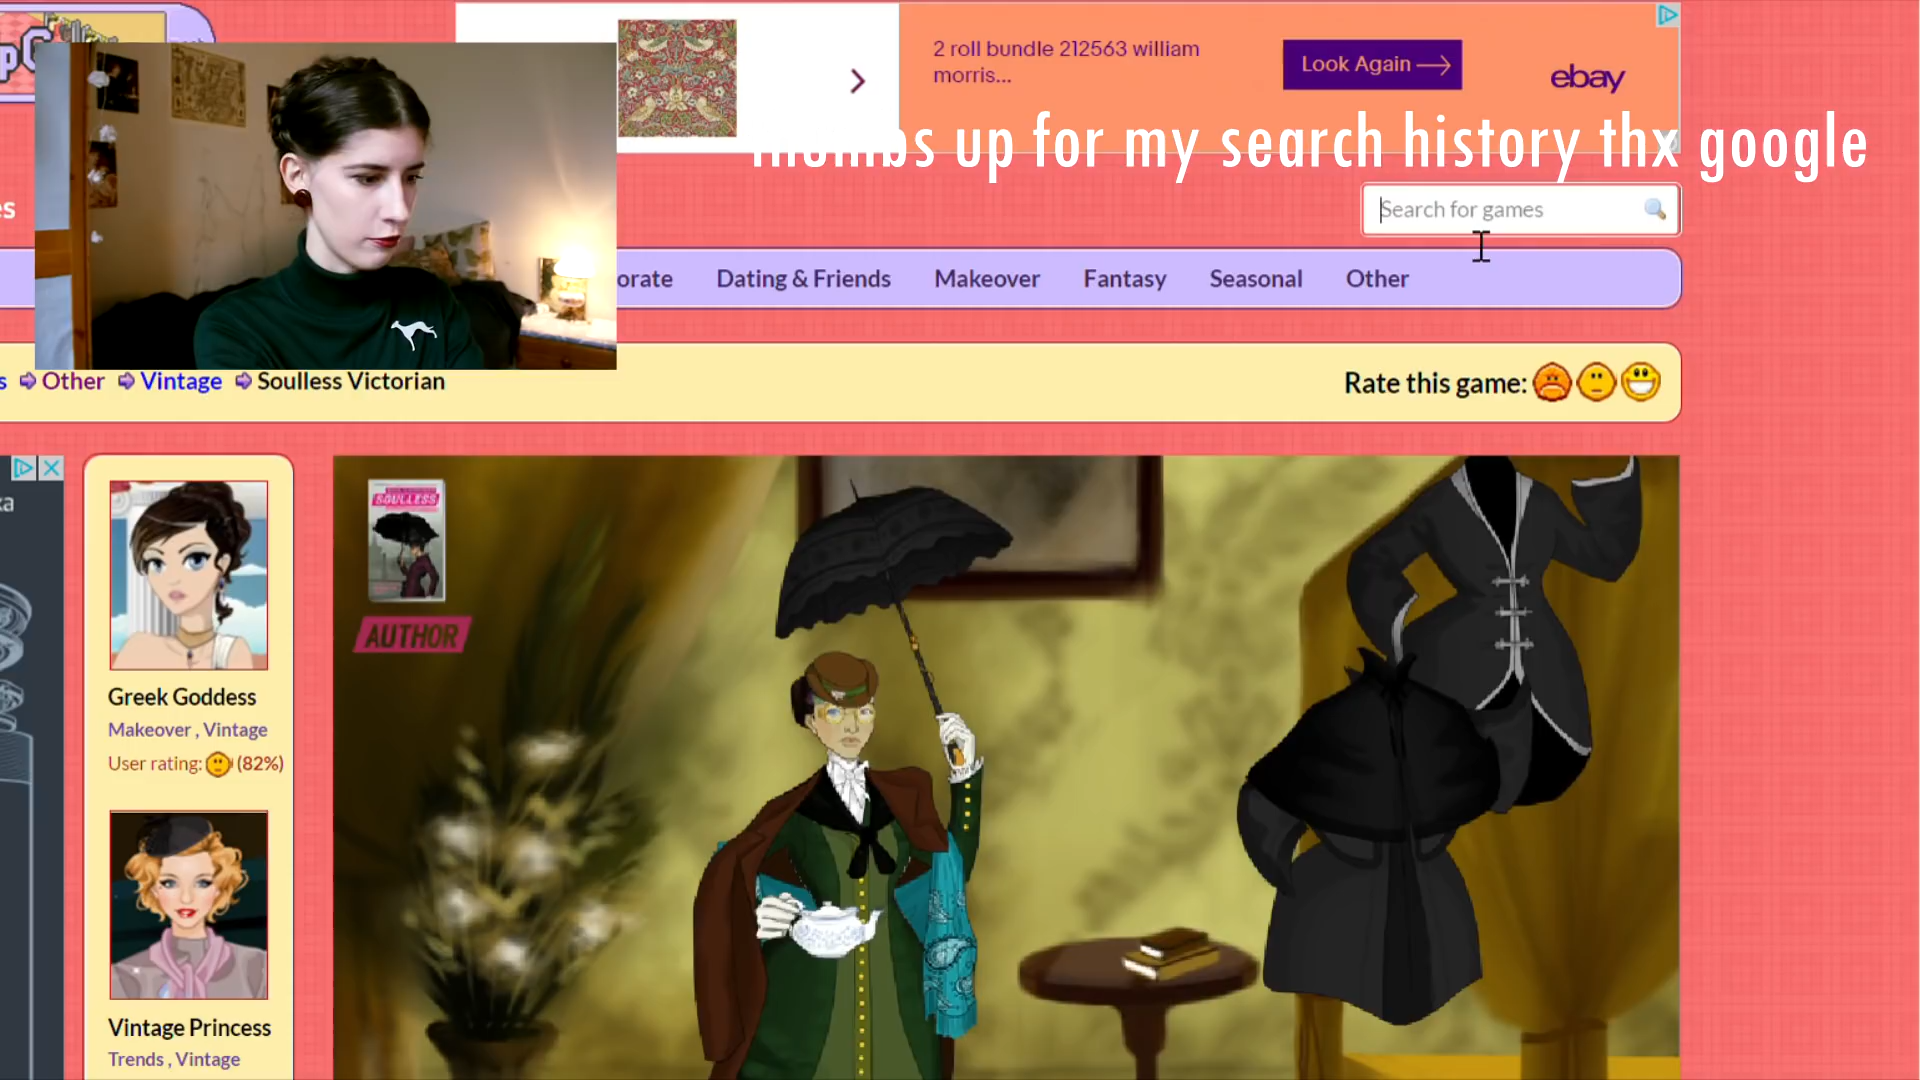 2 roll bundle 212563 william
morris...
Look Again
ebay
up for my search history thx google
Search for games
Dating & Friends
Makeover
Fantasy
Seasonal
Other
Other
Vintage
Soulless Victorian
Rate this game:
SOULLESS
AUTHOR
Greek Goddess
Makeover , Vintage
User rating: (82%)
Vintage Princess
Trends , Vintage